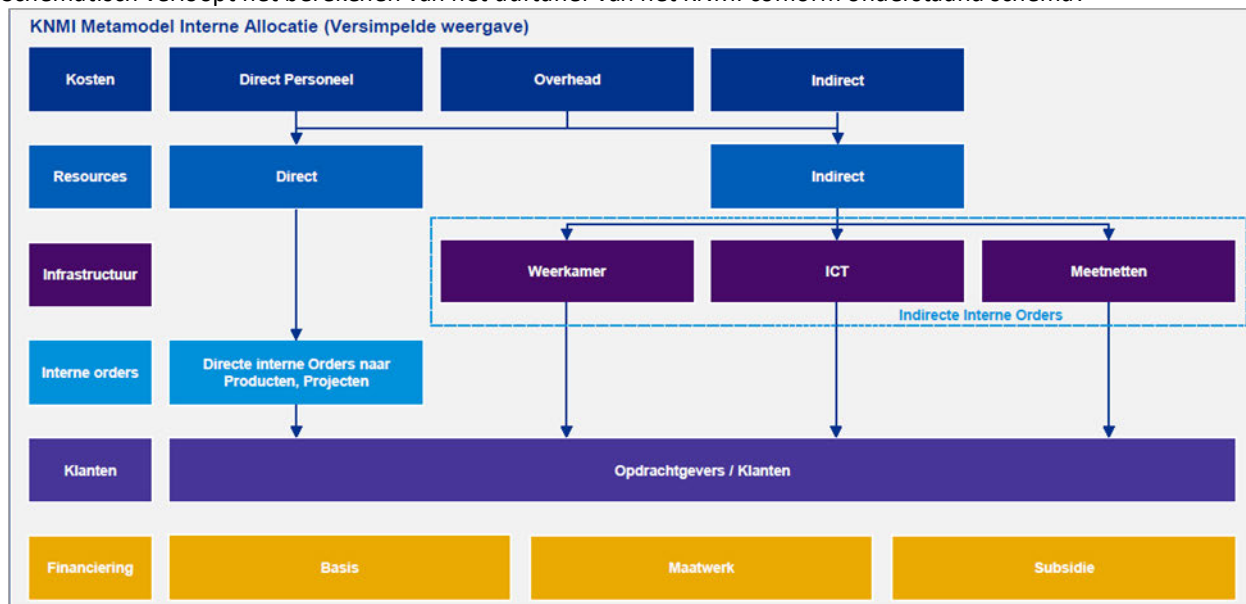 KNMI Metamodel Interne Allocatie (Versimpelde weergave)
Kosten
Direct Personeel
Overhead
Indirect
Resources
Direct
Indirect
Infrastructuur
Weerkamer
ICT
Meetnetten
Indirecte Interne Orders
Interne orders
Directe interne Orders naar
Producten, Projecten
Klanten
Opdrachtgevers / Klanten
Financiering
Basis
Maatwerk
Subsidie